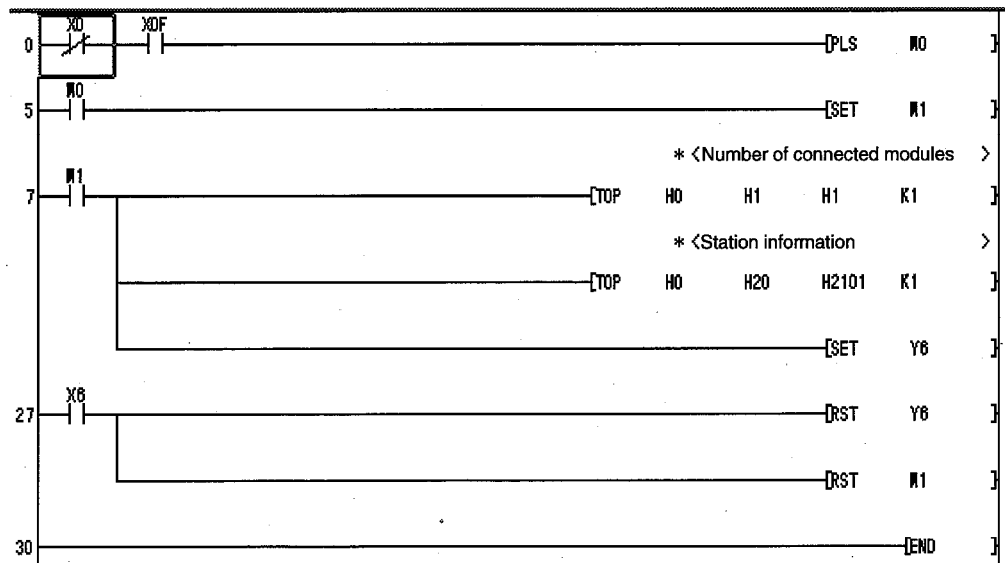 X0 X0F
0 [PLS M0 ]
M0
5 [SET M1 ]
* <Number of connected modules >
M1
7 [TOP H0 H1 H1 K1 ]
* <Station information >
[TOP H0 H20 H2101 K1 ]
[SET Y6 ]
X6
27 [RST Y6 ]
[RST M1 ]
30 [END ]